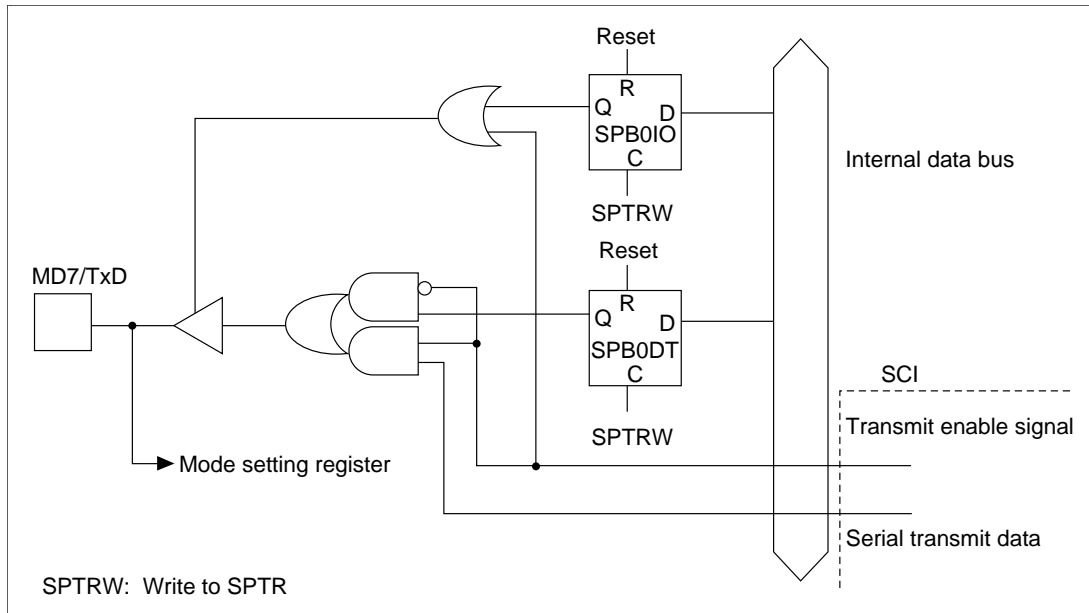 Reset
R
Q
D
SPB0IO
C
SPTRW
Internal data bus
Reset
MD7/TxD
R
Q
D
SPB0DT
C
SPTRW
SCI
Transmit enable signal
Mode setting register
Serial transmit data
SPTRW: Write to SPTR